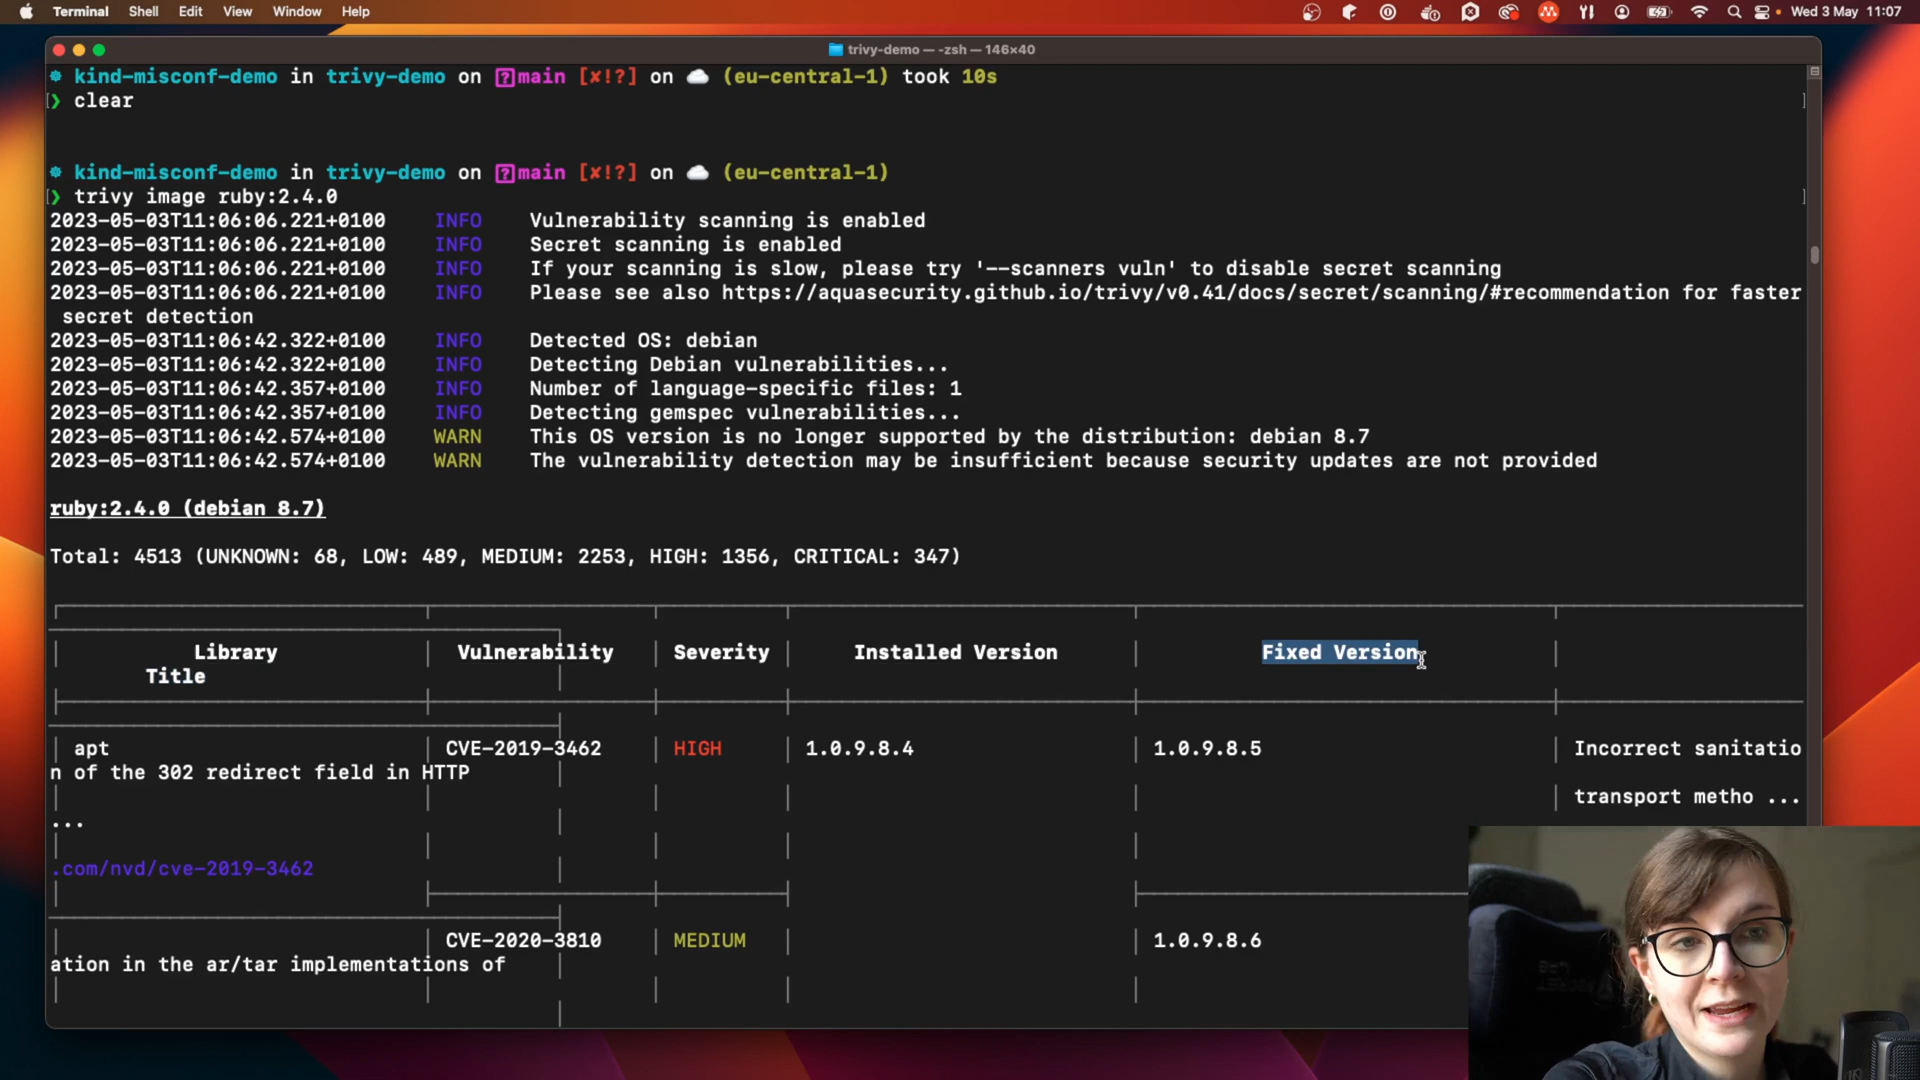 Terminal Shell Edit View Window Help Wed 3 May 11:07
trivy-demo — -zsh — 146×40
kind-misconf-demo in trivy-demo on main [✘!?] on (eu-central-1) took 10s
❯ clear
kind-misconf-demo in trivy-demo on main [✘!?] on (eu-central-1)
❯ trivy image ruby:2.4.0
2023-05-03T11:06:06.221+0100 INFO Vulnerability scanning is enabled
2023-05-03T11:06:06.221+0100 INFO Secret scanning is enabled
2023-05-03T11:06:06.221+0100 INFO If your scanning is slow, please try '--scanners vuln' to disable secret scanning
2023-05-03T11:06:06.221+0100 INFO Please see also https://aquasecurity.github.io/trivy/v0.41/docs/secret/scanning/#recommendation for faster
secret detection
2023-05-03T11:06:42.322+0100 INFO Detected OS: debian
2023-05-03T11:06:42.322+0100 INFO Detecting Debian vulnerabilities...
2023-05-03T11:06:42.357+0100 INFO Number of language-specific files: 1
2023-05-03T11:06:42.357+0100 INFO Detecting gemspec vulnerabilities...
2023-05-03T11:06:42.574+0100 WARN This OS version is no longer supported by the distribution: debian 8.7
2023-05-03T11:06:42.574+0100 WARN The vulnerability detection may be insufficient because security updates are not provided
ruby:2.4.0 (debian 8.7)
Total: 4513 (UNKNOWN: 68, LOW: 489, MEDIUM: 2253, HIGH: 1356, CRITICAL: 347)
Library Vulnerability Severity Installed Version Fixed Version
Title
apt CVE-2019-3462 HIGH 1.0.9.8.4 1.0.9.8.5 Incorrect sanitatio
n of the 302 redirect field in HTTP
transport metho ...
...
.com/nvd/cve-2019-3462
CVE-2020-3810 MEDIUM 1.0.9.8.6
ation in the ar/tar implementations of